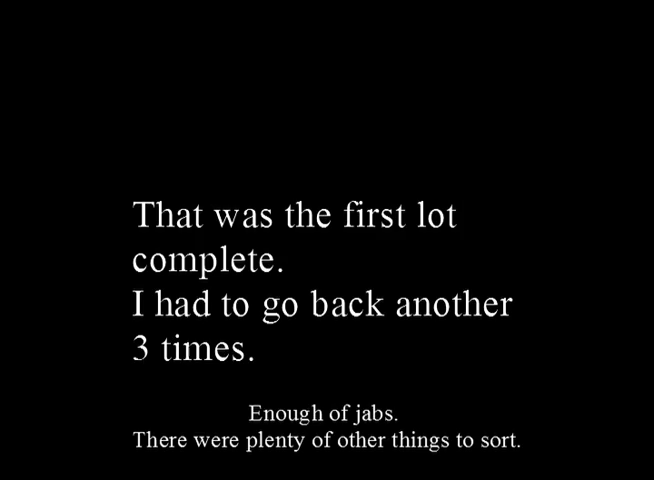 That was the first lot
complete.
I had to go back another
3 times.
Enough of jabs.
There were plenty of other things to sort.